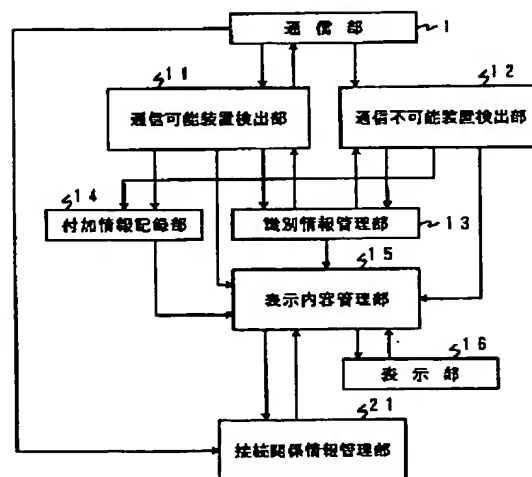 通信部
1
11
12
通信可能装置検出部
通信不可能装置検出部
14
付加情報記録部
識別情報管理部
13
15
表示内容管理部
16
表示部
21
接続関係情報管理部